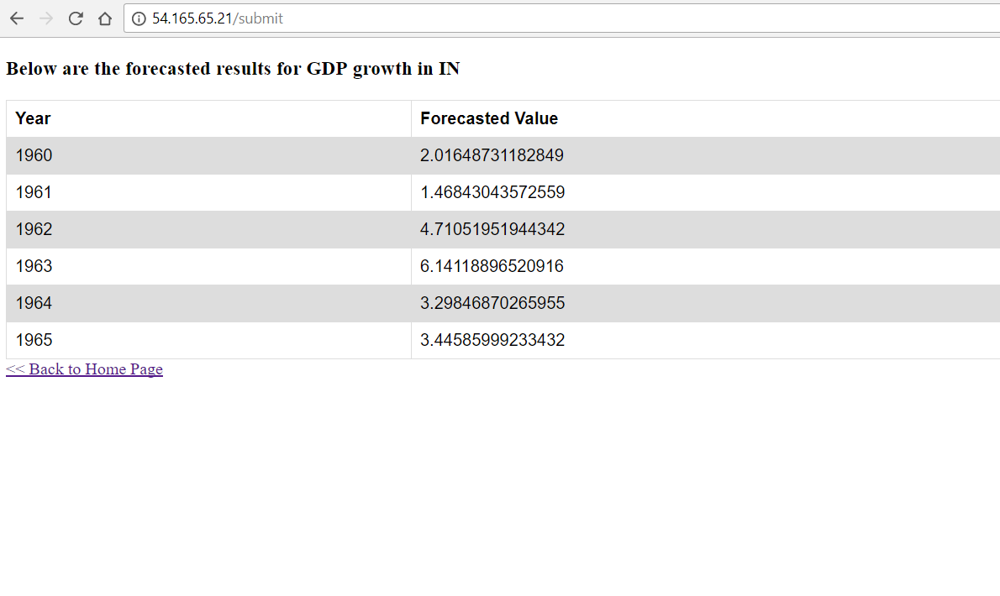 54.165.65.21/submit
Below are the forecasted results for GDP growth in IN
Year Forecasted Value
1960 2.01648731182849
1961 1.46843043572559
1962 4.71051951944342
1963 6.14118896520916
1964 3.29846870265955
1965 3.44585999233432
<< Back to Home Page